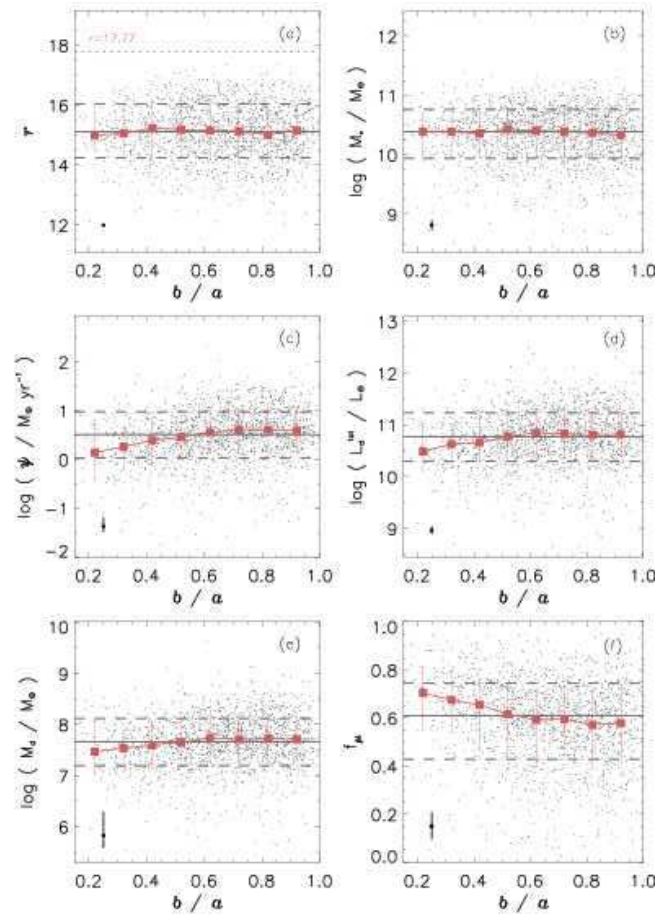 r=17.77
(a)
18
16
r
14
12
0.2 0.4 0.6 0.8 1.0
b / a
(b)
12
11
log ( M* / M⊙ )
10
9
0.2 0.4 0.6 0.8 1.0
b / a
(c)
2
1
log ( ψ / M⊙ yr⁻¹ )
0
-1
-2
0.2 0.4 0.6 0.8 1.0
b / a
(d)
13
12
11
log ( L_d^tot / L⊙ )
10
9
0.2 0.4 0.6 0.8 1.0
b / a
(e)
10
9
8
log ( M_d / M⊙ )
7
6
0.2 0.4 0.6 0.8 1.0
b / a
(f)
1.0
0.8
0.6
f_μ
0.4
0.2
0.0
0.2 0.4 0.6 0.8 1.0
b / a